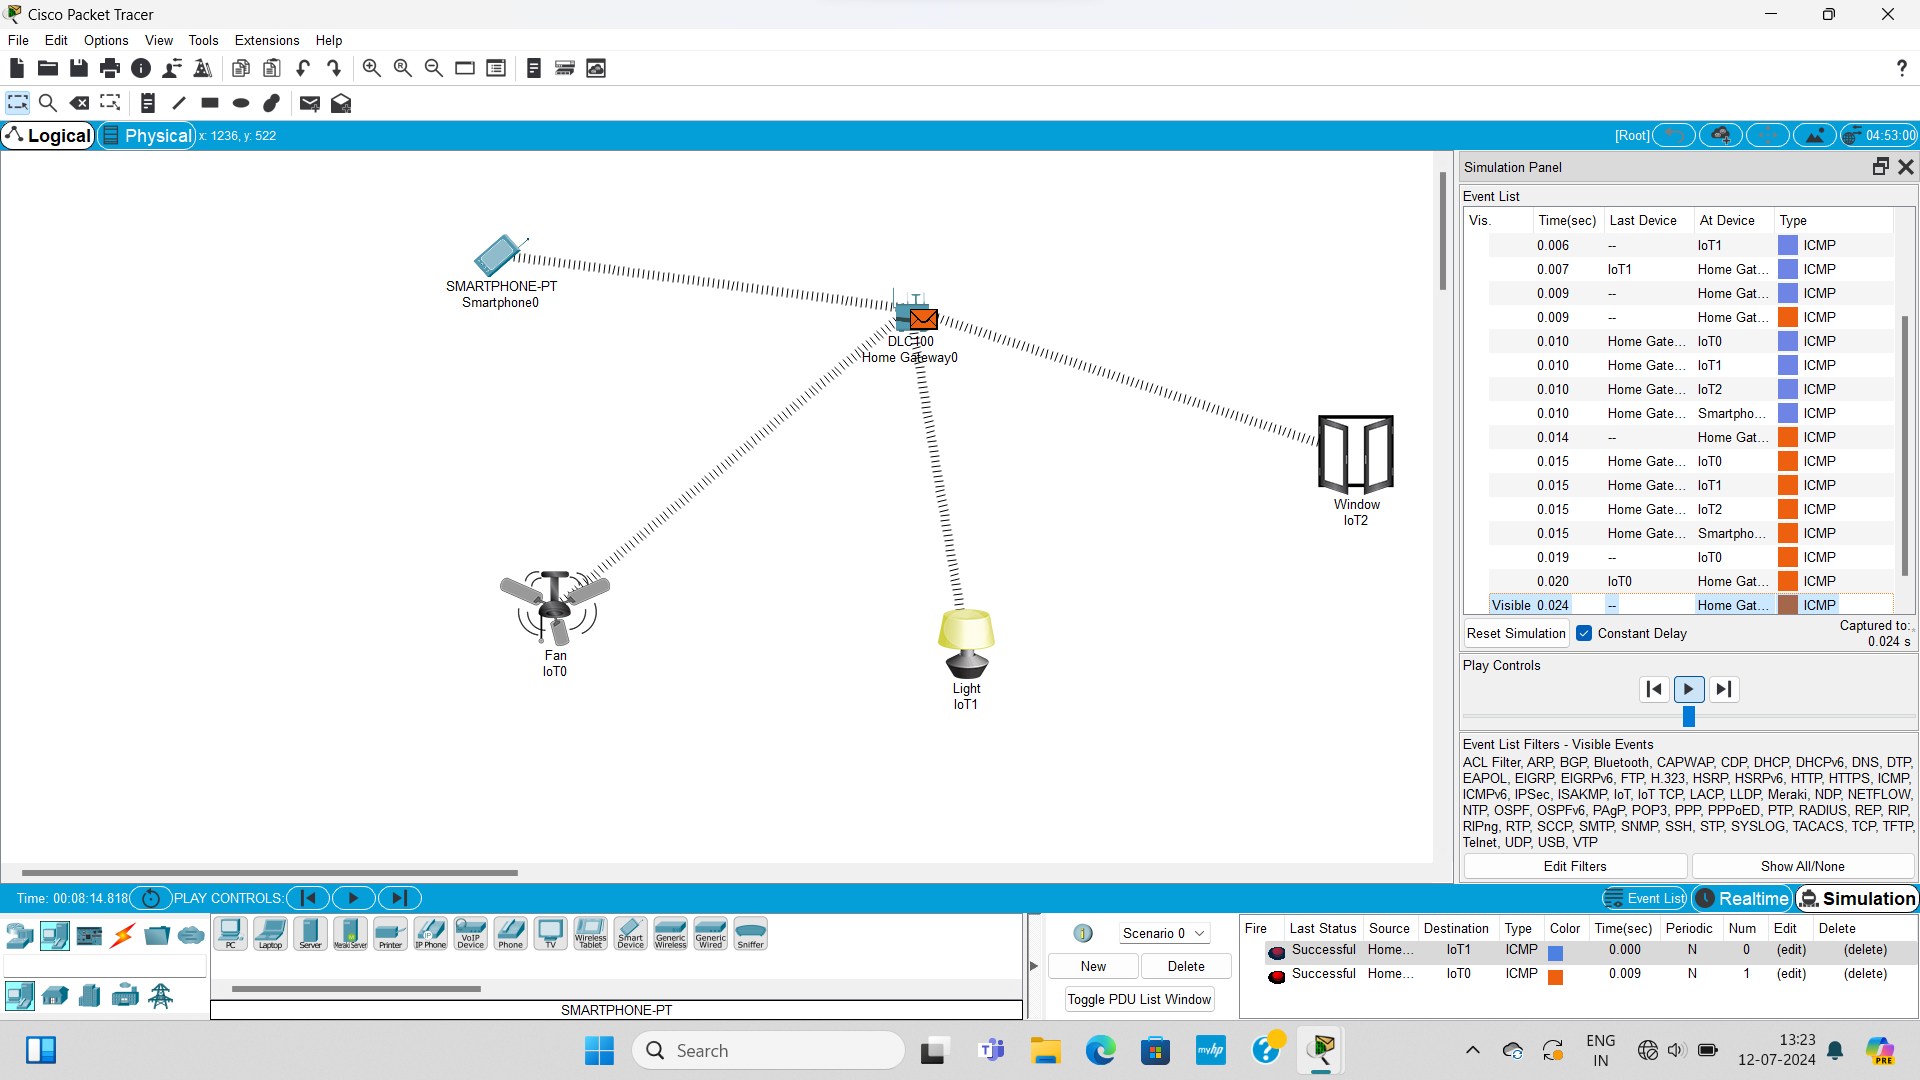 Cisco Packet Tracer
File Edit Options View Tools Extensions Help
?
Logical Physical x: 1236, y: 522 [Root] 04:53:00
SMARTPHONE-PT
Smartphone0
DLC100
Home Gateway0
Window
IoT2
Fan
IoT0
Light
IoT1
Simulation Panel
Event List
Vis. Time(sec) Last Device At Device Type
0.006 -- IoT1 ICMP
0.007 IoT1 Home Gat... ICMP
0.009 -- Home Gat... ICMP
0.009 -- Home Gat... ICMP
0.010 Home Gate... IoT0 ICMP
0.010 Home Gate... IoT1 ICMP
0.010 Home Gate... IoT2 ICMP
0.010 Home Gate... Smartpho... ICMP
0.014 -- Home Gat... ICMP
0.015 Home Gate... IoT0 ICMP
0.015 Home Gate... IoT1 ICMP
0.015 Home Gate... IoT2 ICMP
0.015 Home Gate... Smartpho... ICMP
0.019 -- IoT0 ICMP
0.020 IoT0 Home Gat... ICMP
Visible 0.024 -- Home Gat... ICMP
Reset Simulation Constant Delay Captured to:
0.024 s
Play Controls
Event List Filters - Visible Events
ACL Filter, ARP, BGP, Bluetooth, CAPWAP, CDP, DHCP, DHCPv6, DNS, DTP,
EAPOL, EIGRP, EIGRPv6, FTP, H.323, HSRP, HSRPv6, HTTP, HTTPS, ICMP,
ICMPv6, IPSec, ISAKMP, IoT, IoT TCP, LACP, LLDP, Meraki, NDP, NETFLOW,
NTP, OSPF, OSPFv6, PAgP, POP3, PPP, PPPoED, PTP, RADIUS, REP, RIP,
RIPng, RTP, SCCP, SMTP, SNMP, SSH, STP, SYSLOG, TACACS, TCP, TFTP,
Telnet, UDP, USB, VTP
Edit Filters Show All/None
Time: 00:08:14.818 PLAY CONTROLS: Event List Realtime Simulation
PC Laptop Server Meraki Server Printer IP Phone VoIP Device Phone TV Wireless Tablet Smart Device Generic Wireless Generic Wired Sniffer
SMARTPHONE-PT
1 Scenario 0
New Delete
Toggle PDU List Window
Fire Last Status Source Destination Type Color Time(sec) Periodic Num Edit Delete
Successful Home... IoT1 ICMP 0.000 N 0 (edit) (delete)
Successful Home... IoT0 ICMP 0.009 N 1 (edit) (delete)
Search
myhp
ENG
IN
13:23
12-07-2024
PRE